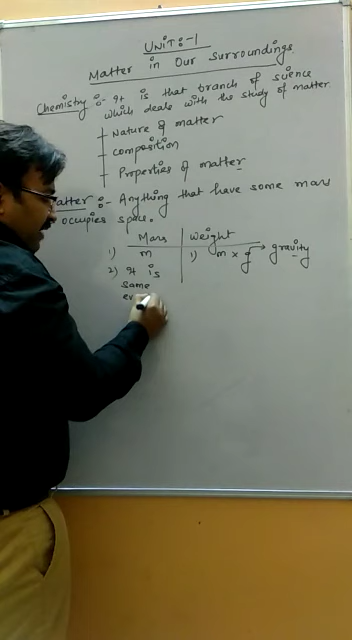 UNIT:-1
Matter in Our Surroundings
Chemistry :- It is that branch of science
which deals with the study of matter.
Nature of matter
Composition
Properties of matter
atter :- Anything that have some mass
occupies space.
Mass Weight
1) m 1) m × g → gravity
2) It is
same
ev